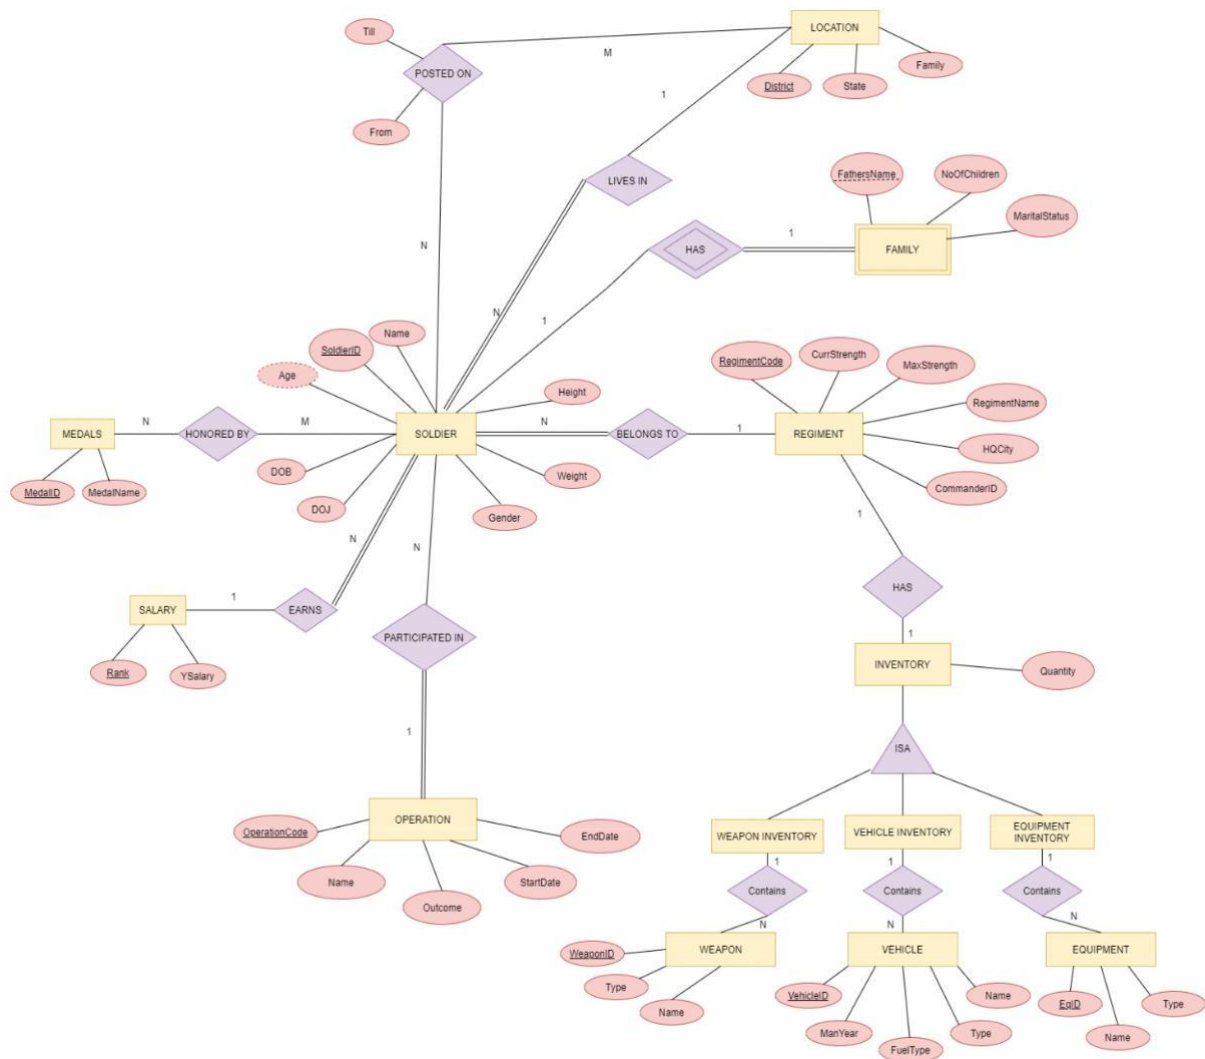 LOCATION
Till
M
Family
POSTED ON
District
State
1
From
LIVES IN
FathersName
NoOfChildren
MaritalStatus
1
HAS
FAMILY
N
N
1
Name
SoldierID
Age
RegimentCode
CurrStrength
MaxStrength
Height
RegimentName
MEDALS
N
HONORED BY
M
SOLDIER
N
BELONGS TO
1
REGIMENT
HQCity
DOB
Weight
MedalID
MedalName
CommanderID
DOJ
Gender
1
N
N
HAS
SALARY
1
EARNS
PARTICIPATED IN
1
INVENTORY
Quantity
Rank
YSalary
1
ISA
OPERATION
OperationCode
EndDate
WEAPON INVENTORY
VEHICLE INVENTORY
EQUIPMENT
INVENTORY
1
1
1
Name
StartDate
Outcome
Contains
Contains
Contains
N
N
N
WeaponID
WEAPON
VEHICLE
EQUIPMENT
Type
Name
VehicleID
Name
EqID
Type
ManYear
Type
Name
FuelType